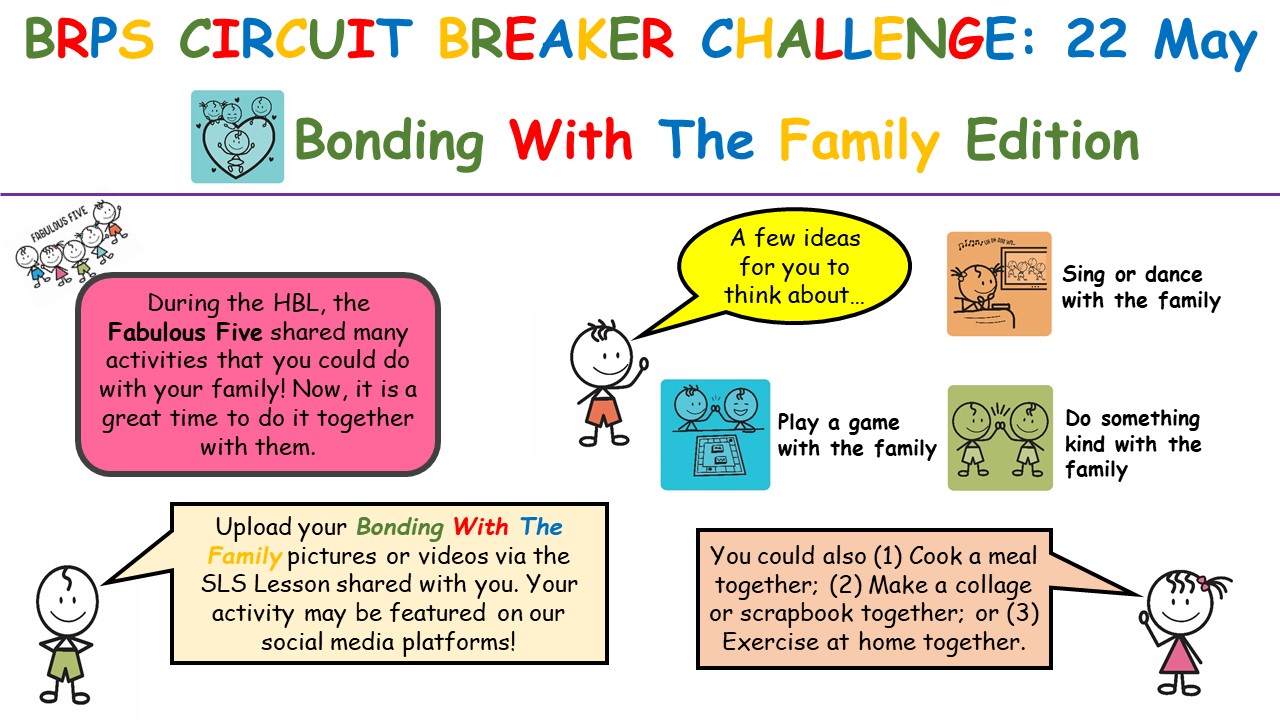 BRPS CIRCUIT BREAKER CHALLENGE: 22 May
Bonding With The Family Edition
FABULOUS FIVE
During the HBL, the
Fabulous Five shared many
activities that you could do
with your family! Now, it is a
great time to do it together
with them.
A few ideas
for you to
think about…
Sing or dance
with the family
Play a game
with the family
Do something
kind with the
family
Upload your Bonding With The
Family pictures or videos via the
SLS Lesson shared with you. Your
activity may be featured on our
social media platforms!
You could also (1) Cook a meal
together; (2) Make a collage
or scrapbook together; or (3)
Exercise at home together.